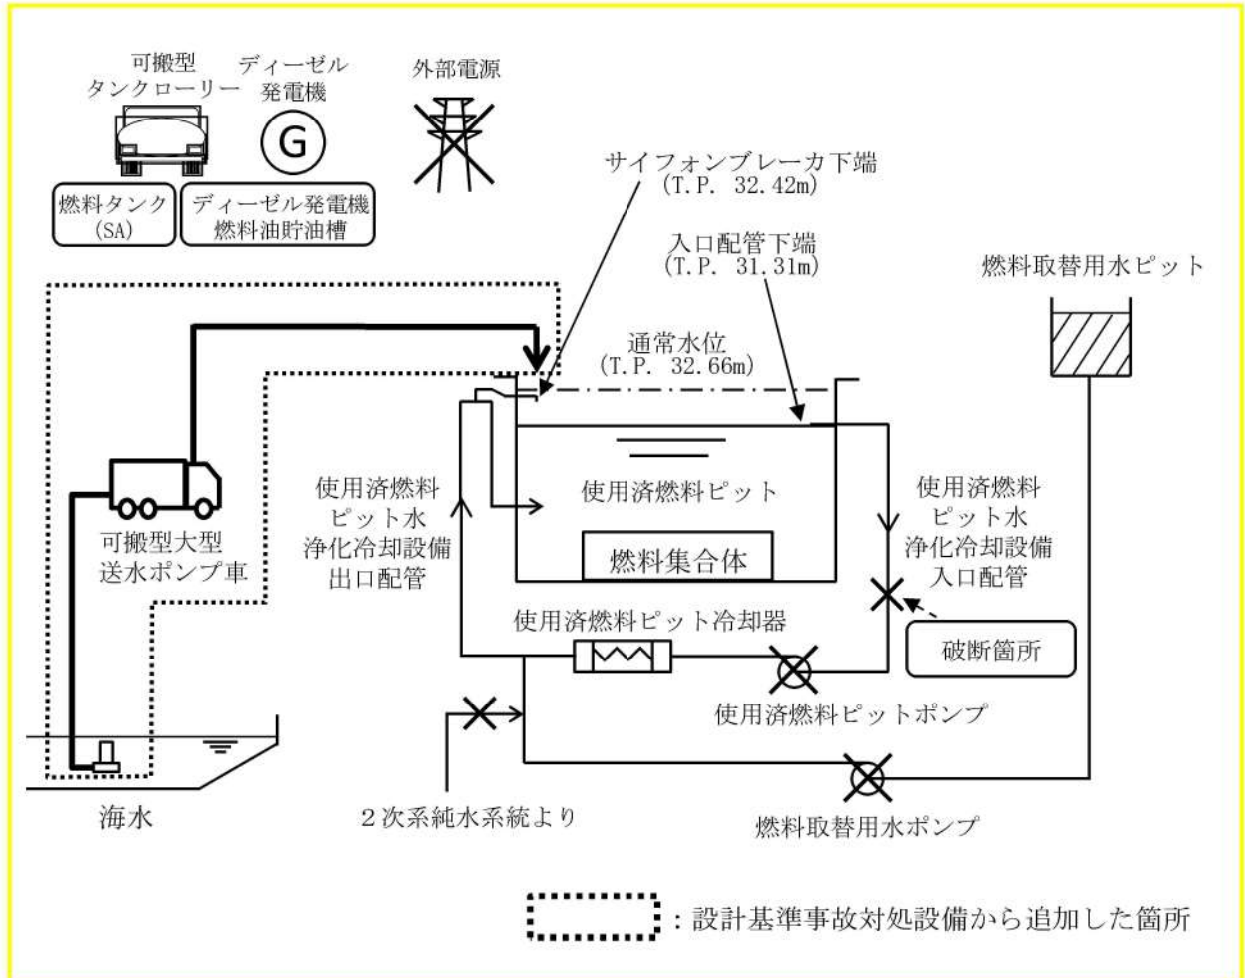 可搬型
タンクローリー
ディーゼル
発電機
外部電源
G
燃料タンク
(SA)
ディーゼル発電機
燃料油貯油槽
サイフォンブレーカ下端
(T.P. 32.42m)
入口配管下端
(T.P. 31.31m)
燃料取替用水ピット
通常水位
(T.P. 32.66m)
可搬型大型
送水ポンプ車
使用済燃料
ピット水
浄化冷却設備
出口配管
使用済燃料ピット
燃料集合体
使用済燃料
ピット水
浄化冷却設備
入口配管
使用済燃料ピット冷却器
破断箇所
使用済燃料ピットポンプ
海水
2次系純水系統より
燃料取替用水ポンプ
:設計基準事故対処設備から追加した箇所